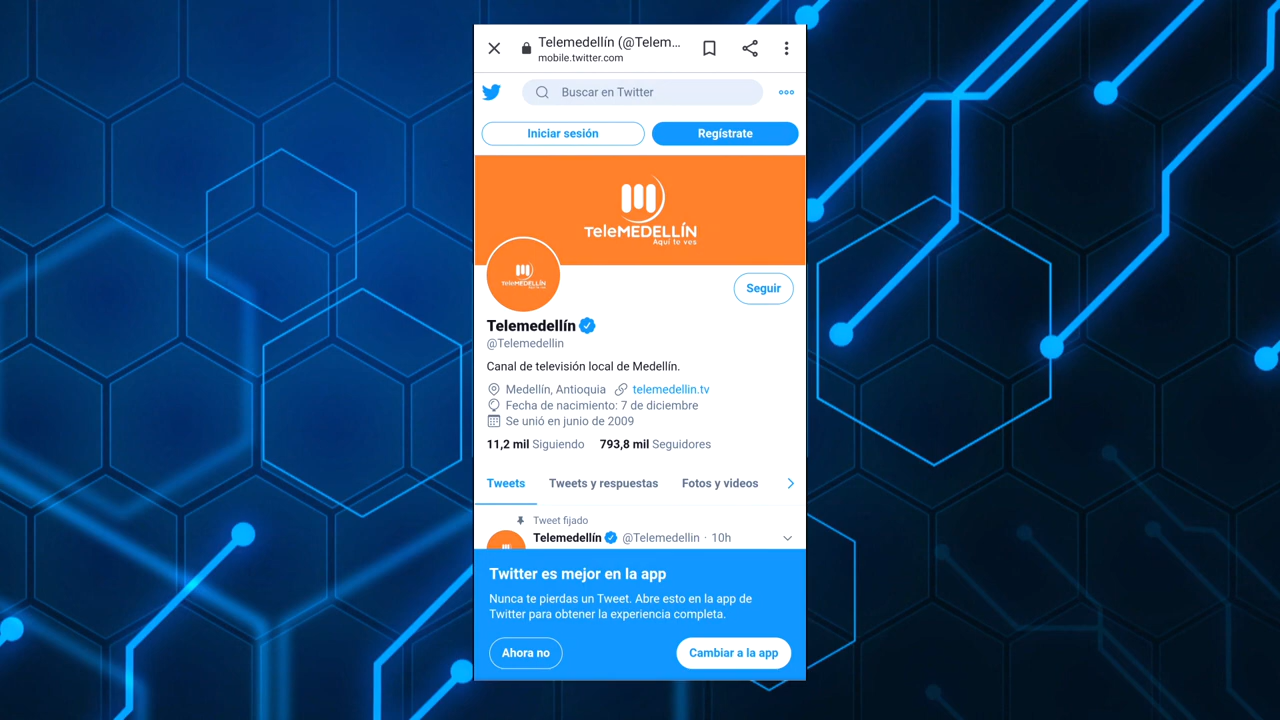 Telemedellín (@Telem...
mobile.twitter.com
Buscar en Twitter
Iniciar sesión
Regístrate
TeleMEDELLÍN
Aquí te ves
TeleMEDELLÍN
Seguir
Telemedellín
@Telemedellin
Canal de televisión local de Medellín.
Medellín, Antioquia telemedellin.tv
Fecha de nacimiento: 7 de diciembre
Se unió en junio de 2009
11,2 mil Siguiendo 793,8 mil Seguidores
Tweets Tweets y respuestas Fotos y videos
Tweet fijado
Telemedellín @Telemedellin · 10h
Twitter es mejor en la app
Nunca te pierdas un Tweet. Abre esto en la app de
Twitter para obtener la experiencia completa.
Ahora no
Cambiar a la app